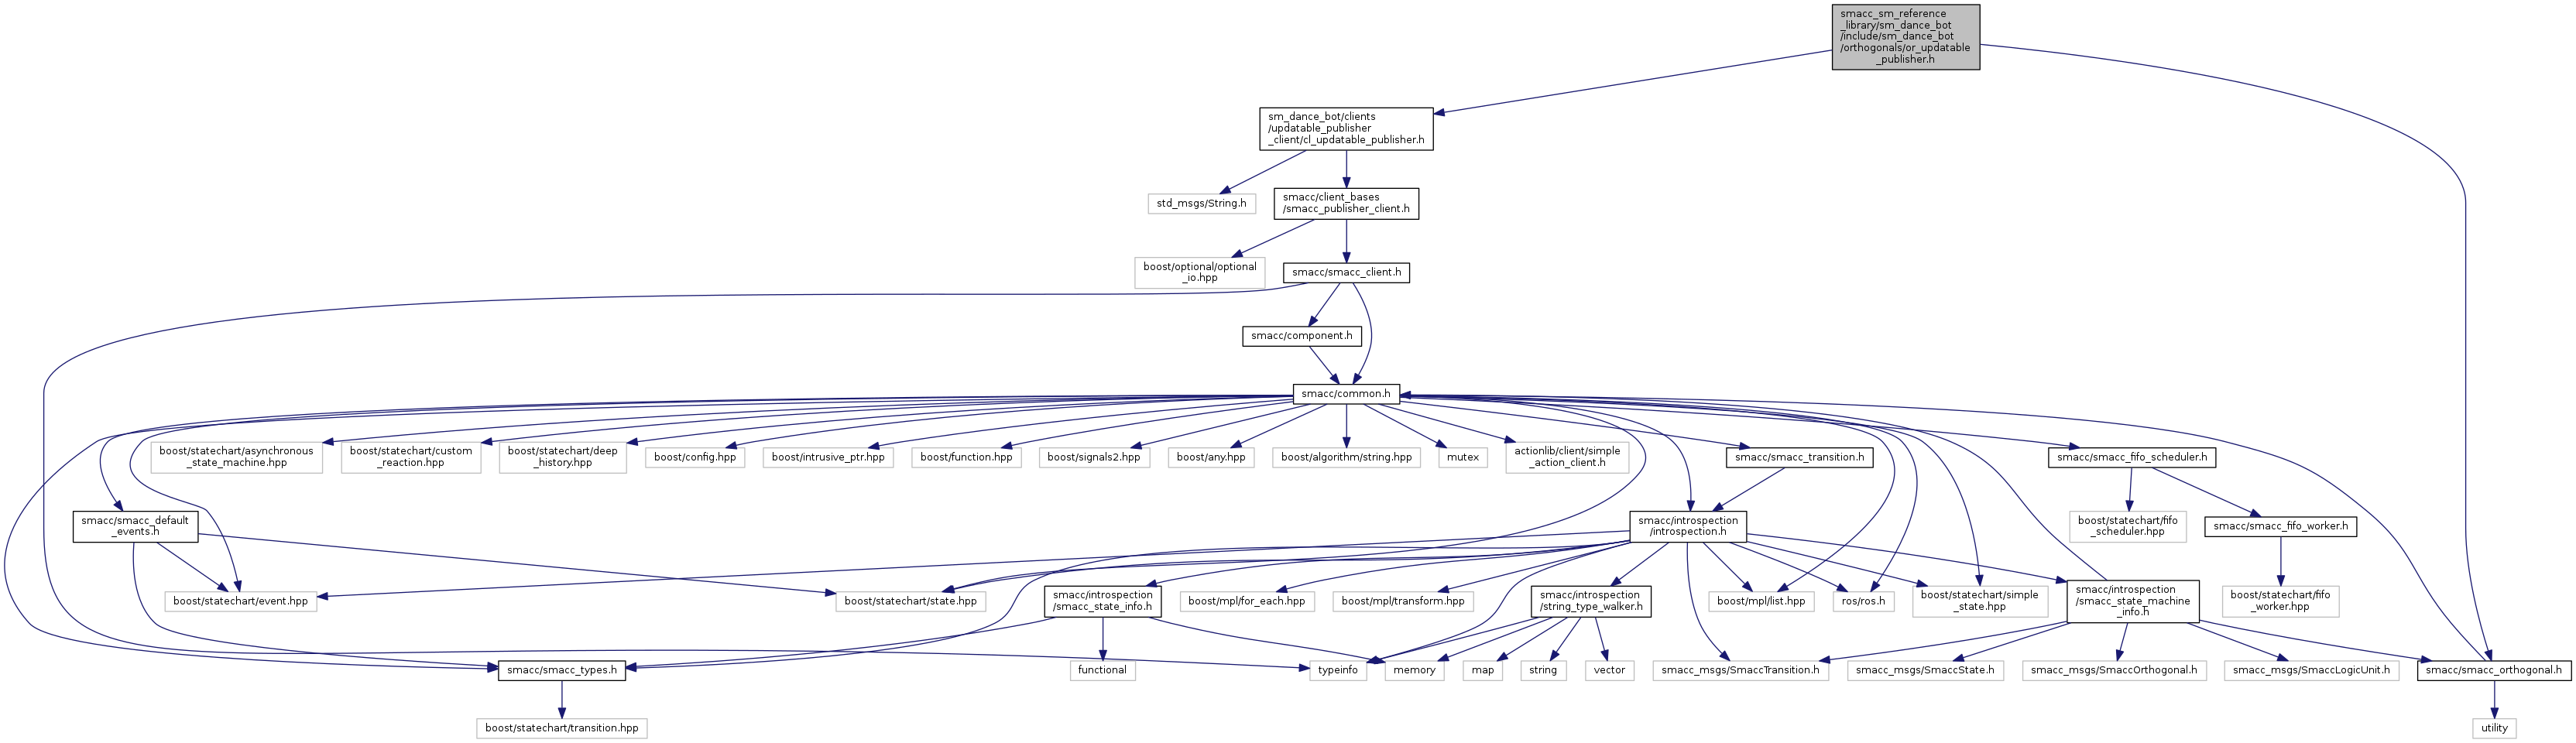 smacc_sm_reference
_library/sm_dance_bot
/include/sm_dance_bot
/orthogonals/or_updatable
_publisher.h
sm_dance_bot/clients
/updatable_publisher
_client/cl_updatable_publisher.h
std_msgs/String.h
smacc/client_bases
/smacc_publisher_client.h
boost/optional/optional
_io.hpp
smacc/smacc_client.h
smacc/component.h
smacc/common.h
boost/statechart/asynchronous
_state_machine.hpp
boost/statechart/custom
_reaction.hpp
boost/statechart/deep
_history.hpp
boost/config.hpp
boost/intrusive_ptr.hpp
boost/function.hpp
boost/signals2.hpp
boost/any.hpp
boost/algorithm/string.hpp
mutex
actionlib/client/simple
_action_client.h
smacc/smacc_transition.h
smacc/smacc_fifo_scheduler.h
smacc/smacc_default
_events.h
smacc/introspection
/introspection.h
boost/statechart/fifo
_scheduler.hpp
smacc/smacc_fifo_worker.h
boost/statechart/event.hpp
boost/statechart/state.hpp
smacc/introspection
/smacc_state_info.h
boost/mpl/for_each.hpp
boost/mpl/transform.hpp
smacc/introspection
/string_type_walker.h
boost/mpl/list.hpp
ros/ros.h
boost/statechart/simple
_state.hpp
smacc/introspection
/smacc_state_machine
_info.h
boost/statechart/fifo
_worker.hpp
smacc/smacc_types.h
functional
typeinfo
memory
map
string
vector
smacc_msgs/SmaccTransition.h
smacc_msgs/SmaccState.h
smacc_msgs/SmaccOrthogonal.h
smacc_msgs/SmaccLogicUnit.h
smacc/smacc_orthogonal.h
boost/statechart/transition.hpp
utility